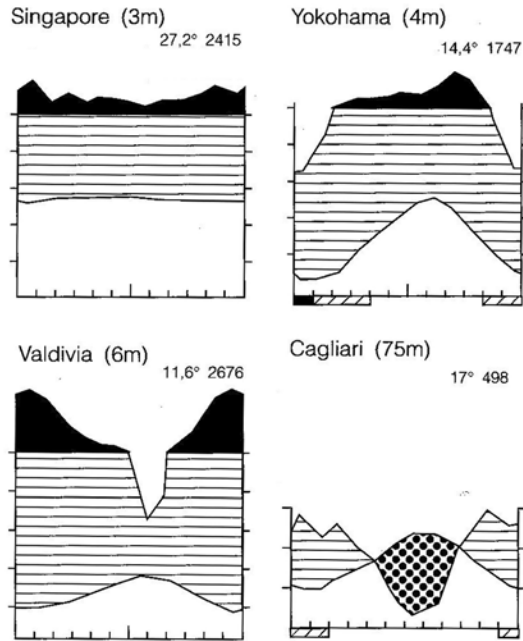 Singapore (3m)
27,2° 2415
Yokohama (4m)
14,4° 1747
Valdivia (6m)
11,6° 2676
Cagliari (75m)
17° 498